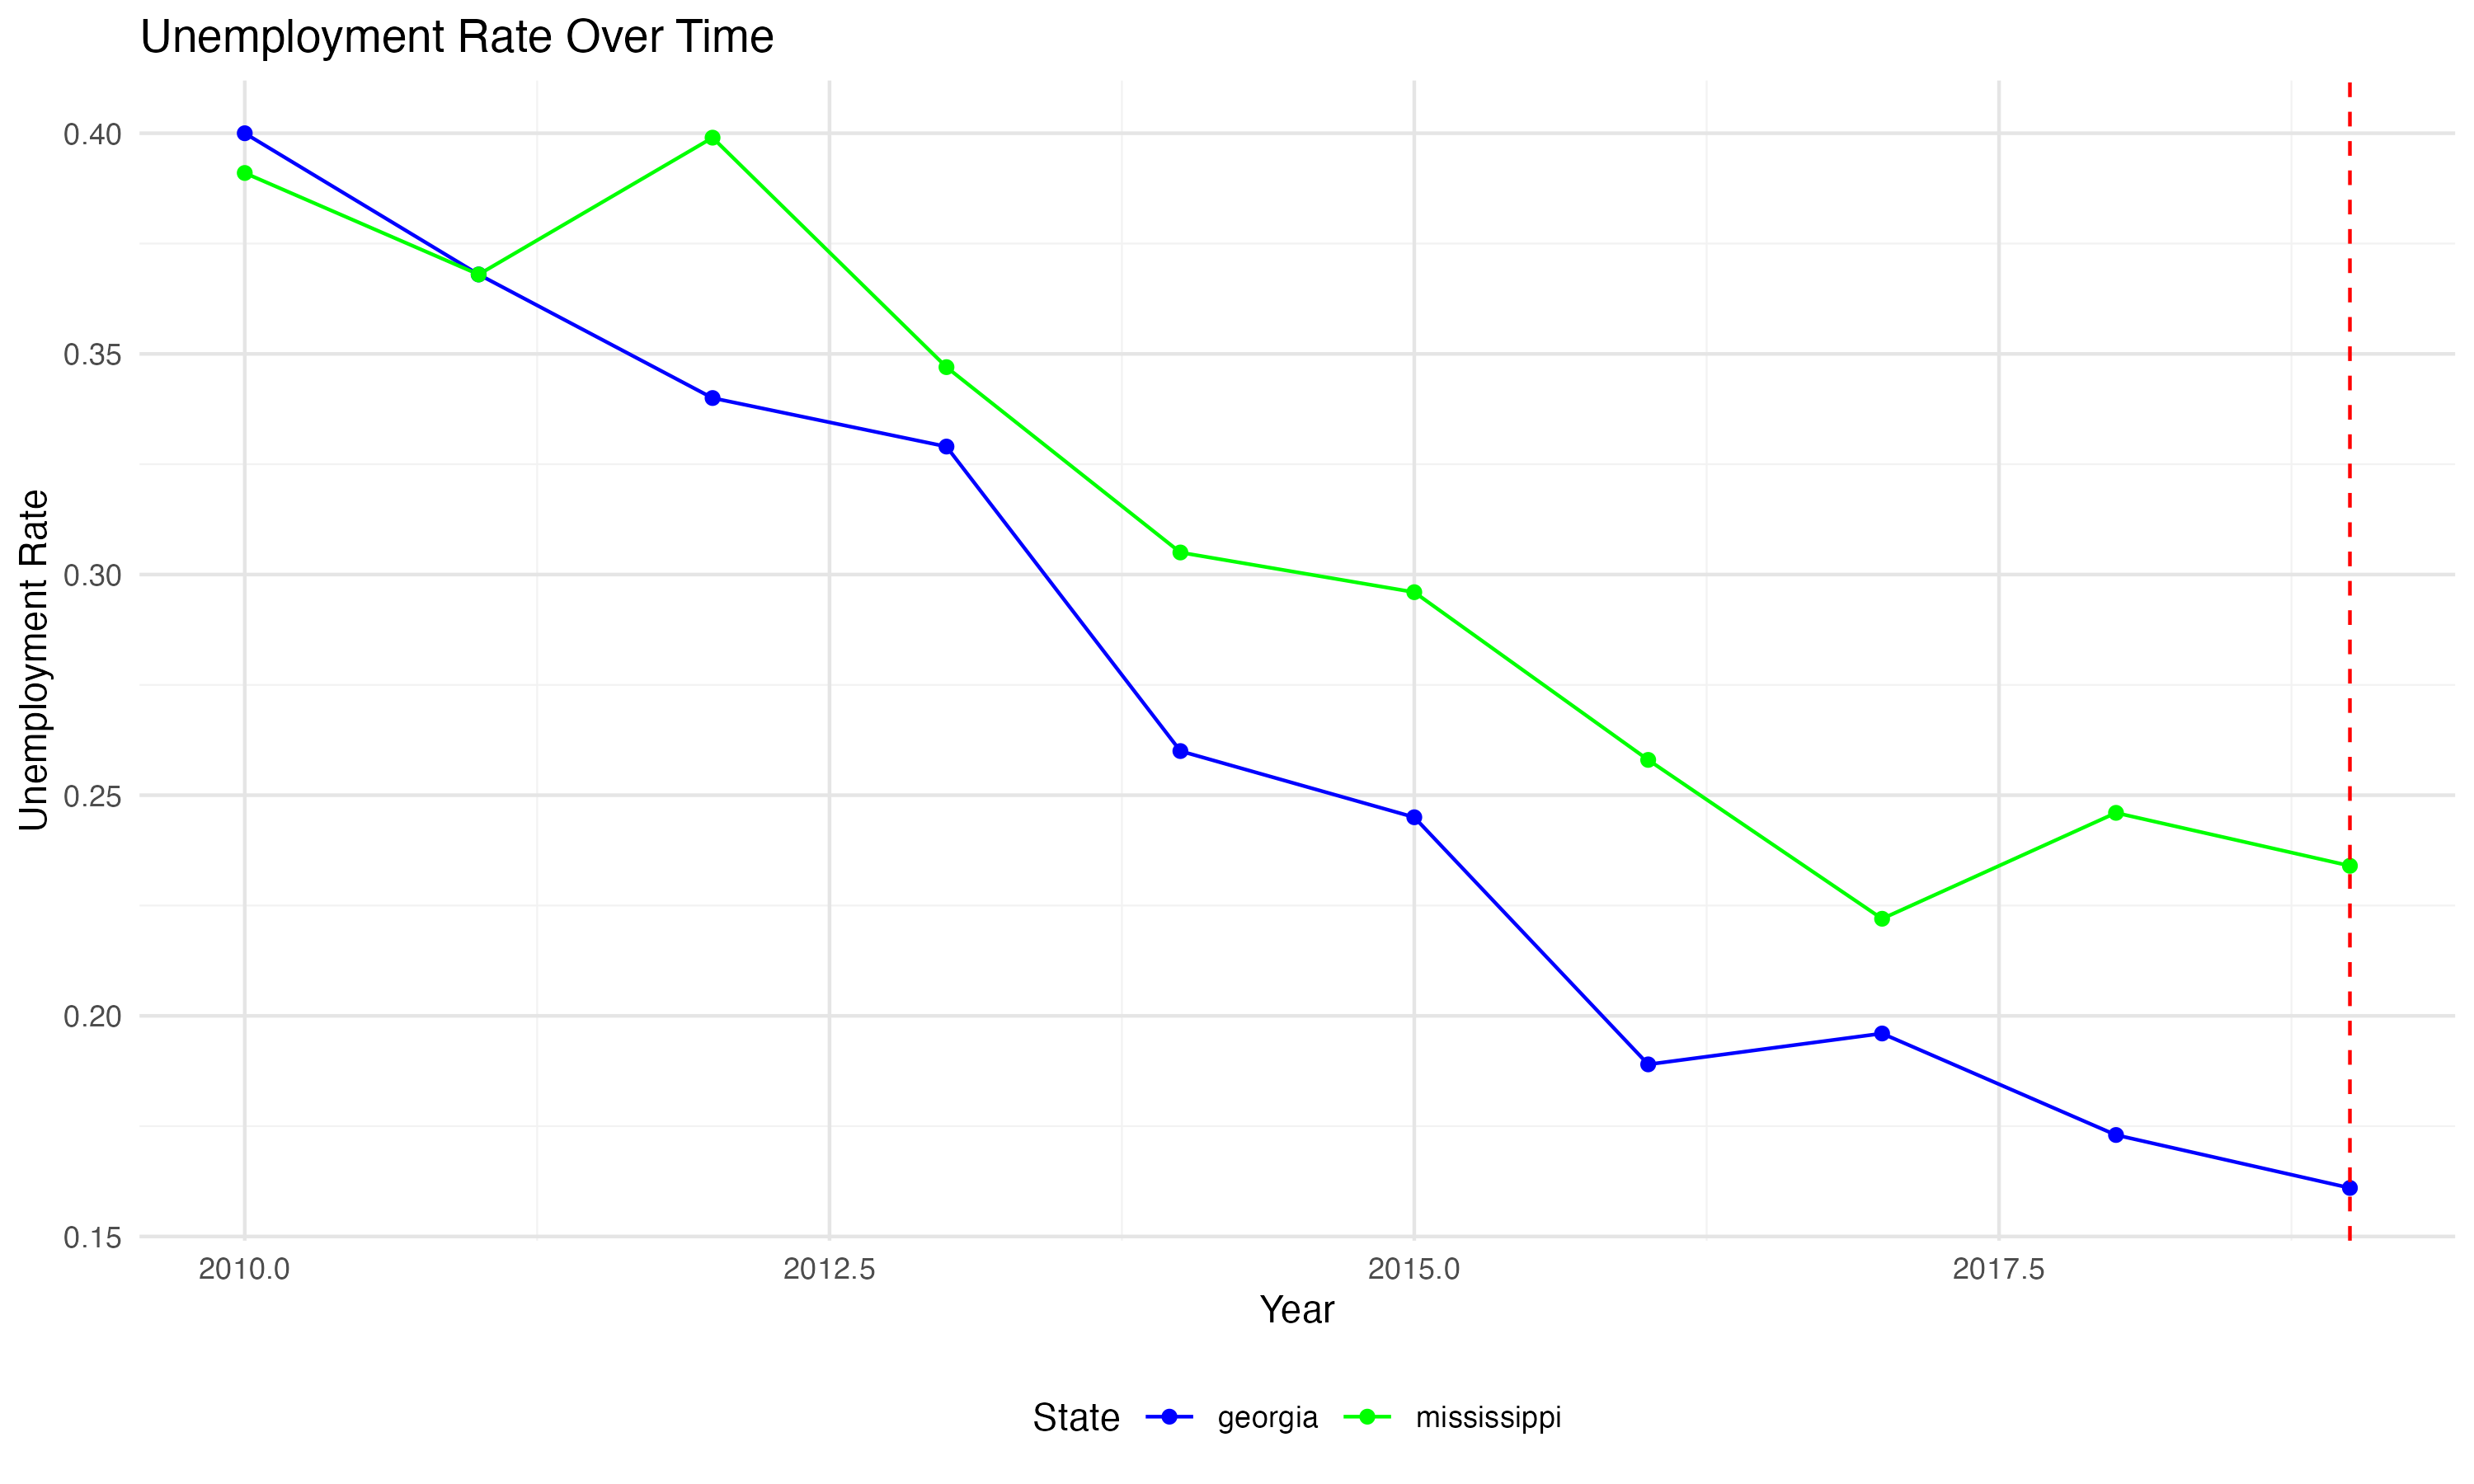 Unemployment Rate Over Time
Unemployment Rate
0.40
0.35
0.30
0.25
0.20
0.15
2010.0 2012.5 2015.0 2017.5
Year
State georgia mississippi